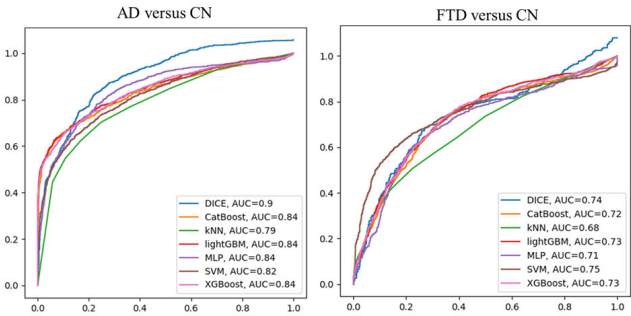 AD versus CN
1.0
0.8
0.6
0.4
0.2
0.0
0.0 0.2 0.4 0.6 0.8 1.0
DICE, AUC=0.9
CatBoost, AUC=0.84
kNN, AUC=0.79
lightGBM, AUC=0.84
MLP, AUC=0.84
SVM, AUC=0.82
XGBoost, AUC=0.84
FTD versus CN
1.0
0.8
0.6
0.4
0.2
0.0
0.0 0.2 0.4 0.6 0.8 1.0
DICE, AUC=0.74
CatBoost, AUC=0.72
kNN, AUC=0.68
lightGBM, AUC=0.73
MLP, AUC=0.71
SVM, AUC=0.75
XGBoost, AUC=0.73